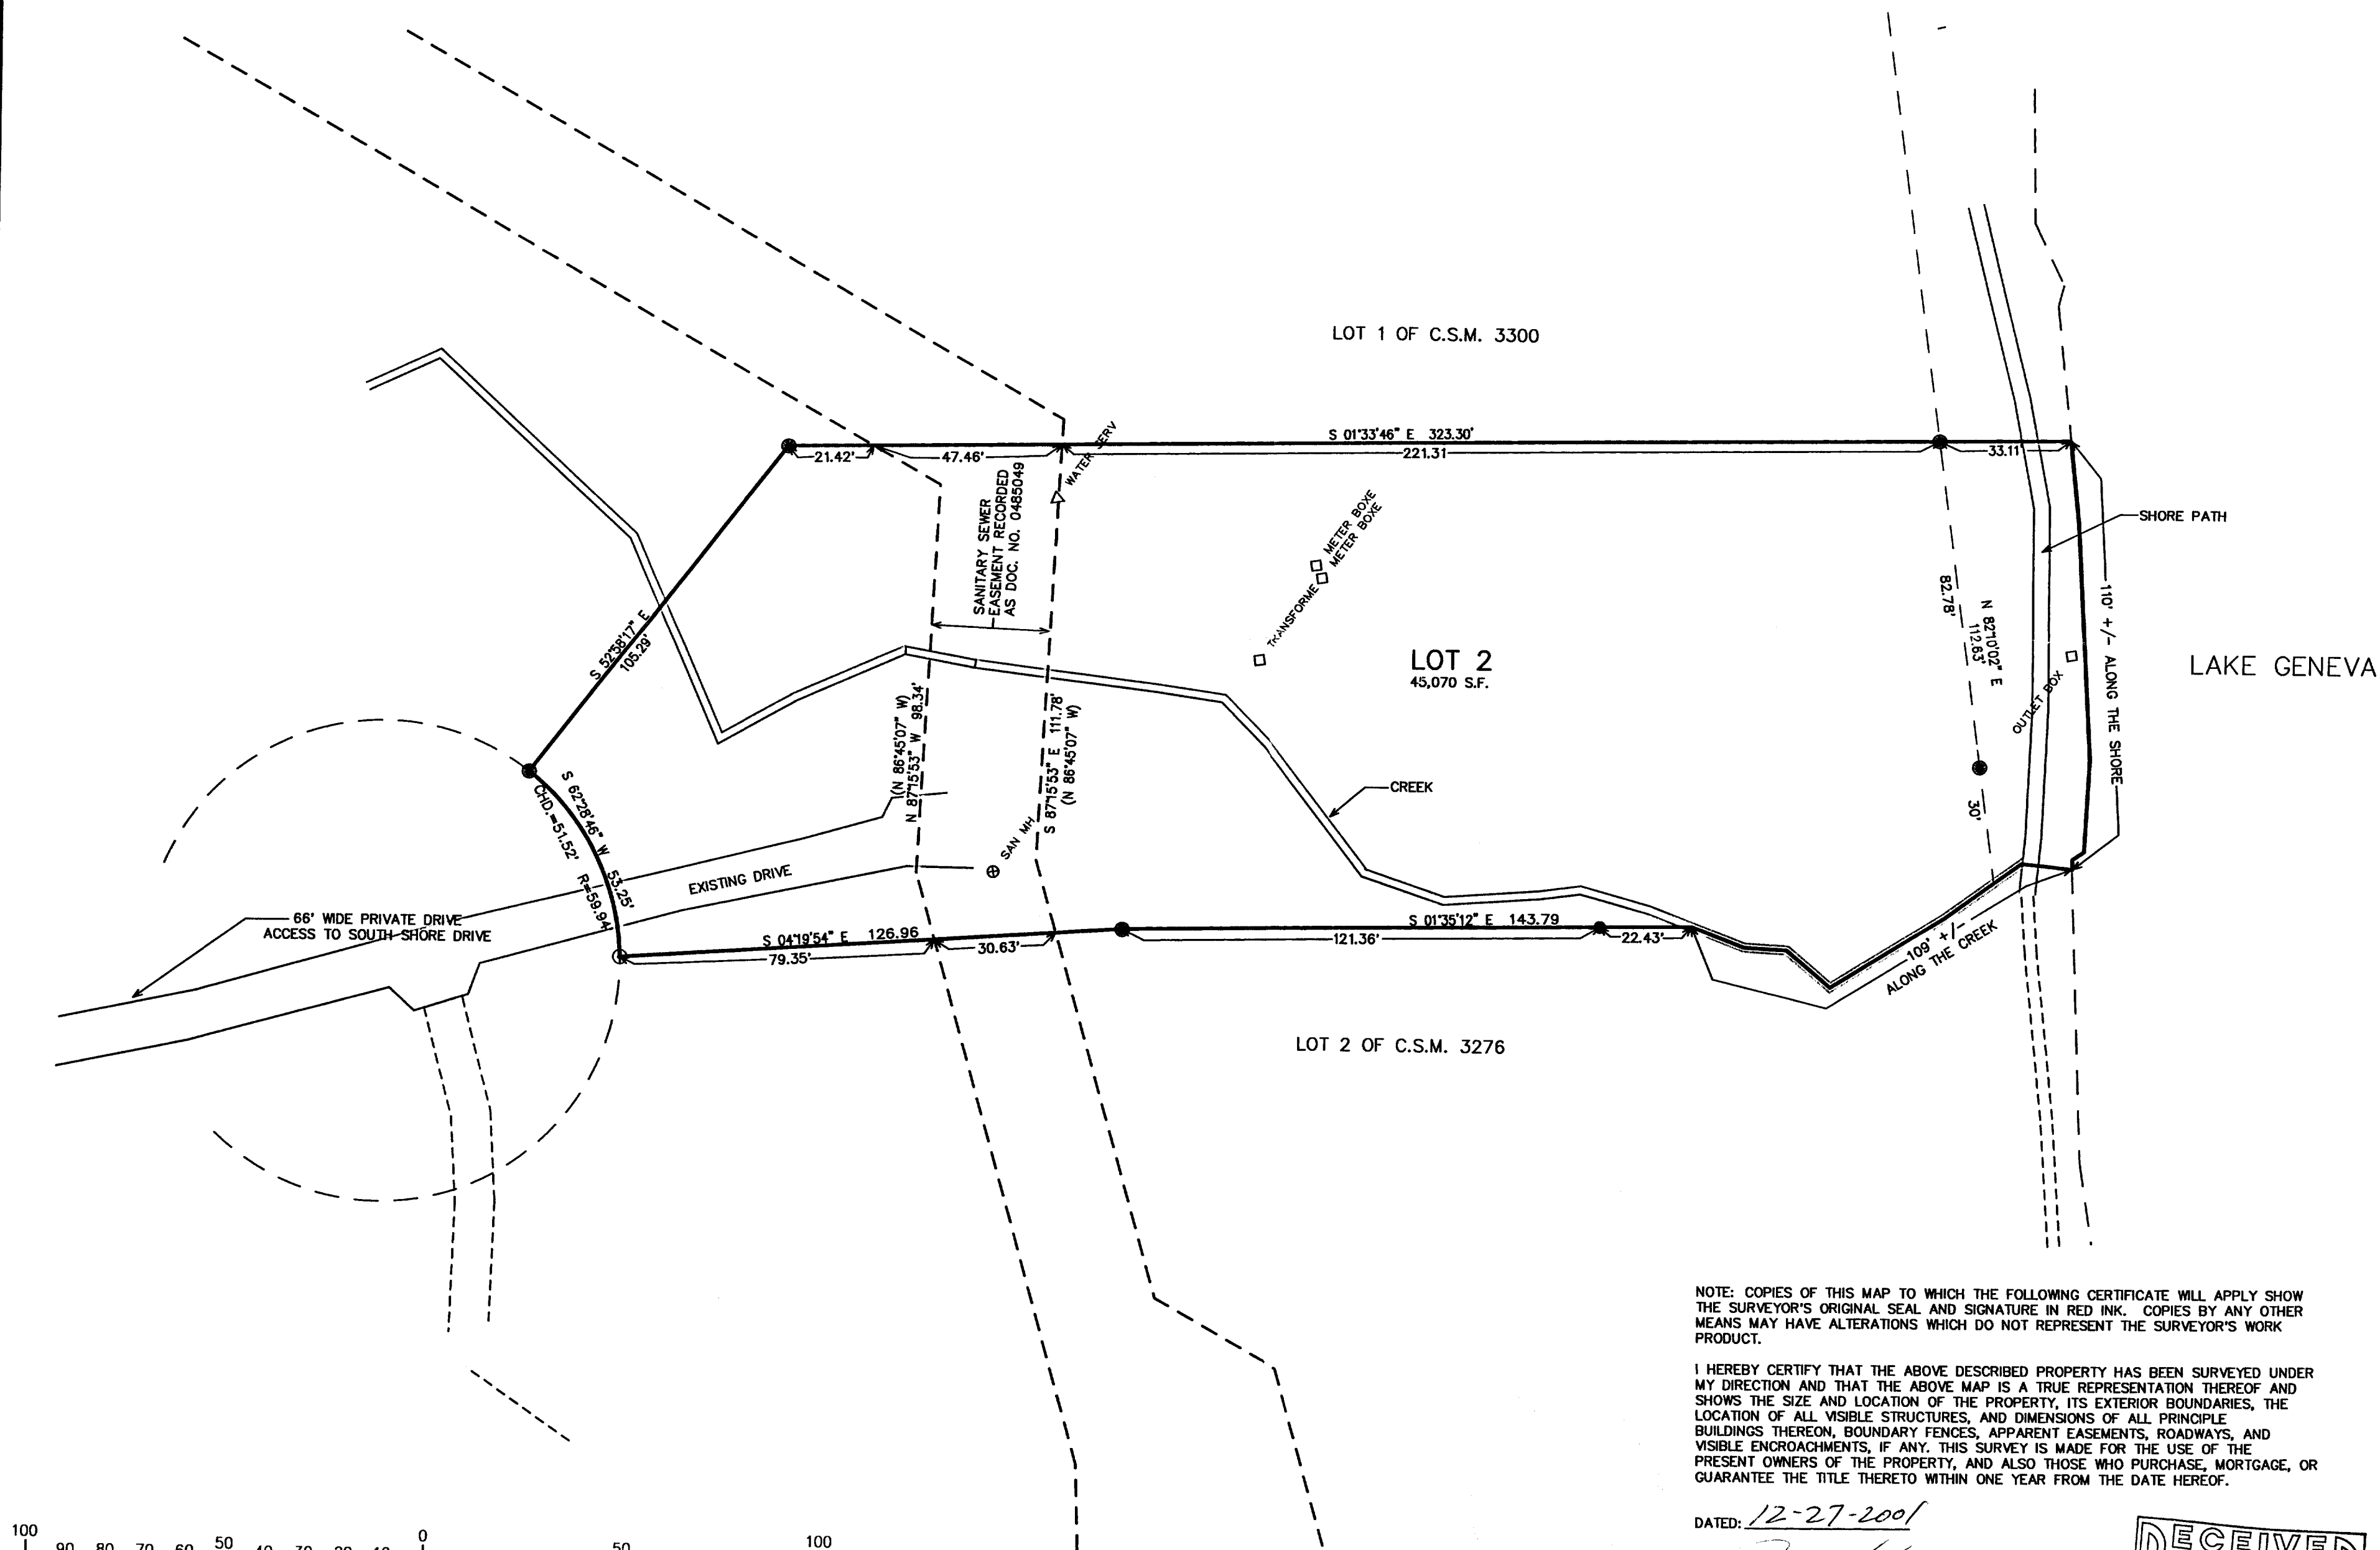 LOT 1 OF C.S.M. 3300
S 01°33'46" E 323.30'
21.42'
47.46'
221.31
33.11'
WATER SERV
SANITARY SEWER
EASEMENT RECORDED
AS DOC. NO. 0485049
METER BOXE
METER BOXE
TRANSFORME
SHORE PATH
110' +/- ALONG THE SHORE
82.78'
N 82°10'02" E
112.63'
30'
OUTLET BOX
LAKE GENEVA
LOT 2
45,070 S.F.
S 52°58'17" E
105.29'
(N 86°45'07" W)
N 87°15'53" W 98.34'
S 87°15'53" E 111.78'
(N 86°45'07" W)
CREEK
S 62°28'46" W 53.25'
CHD.=51.52' R=59.94'
SAN MH
EXISTING DRIVE
66' WIDE PRIVATE DRIVE
ACCESS TO SOUTH SHORE DRIVE
S 04°19'54" E 126.96
79.35'
30.63'
S 01°35'12" E 143.79
121.36'
22.43'
109' +/-
ALONG THE CREEK
LOT 2 OF C.S.M. 3276
NOTE: COPIES OF THIS MAP TO WHICH THE FOLLOWING CERTIFICATE WILL APPLY SHOW
THE SURVEYOR'S ORIGINAL SEAL AND SIGNATURE IN RED INK. COPIES BY ANY OTHER
MEANS MAY HAVE ALTERATIONS WHICH DO NOT REPRESENT THE SURVEYOR'S WORK
PRODUCT.
I HEREBY CERTIFY THAT THE ABOVE DESCRIBED PROPERTY HAS BEEN SURVEYED UNDER
MY DIRECTION AND THAT THE ABOVE MAP IS A TRUE REPRESENTATION THEREOF AND
SHOWS THE SIZE AND LOCATION OF THE PROPERTY, ITS EXTERIOR BOUNDARIES, THE
LOCATION OF ALL VISIBLE STRUCTURES, AND DIMENSIONS OF ALL PRINCIPLE
BUILDINGS THEREON, BOUNDARY FENCES, APPARENT EASEMENTS, ROADWAYS, AND
VISIBLE ENCROACHMENTS, IF ANY. THIS SURVEY IS MADE FOR THE USE OF THE
PRESENT OWNERS OF THE PROPERTY, AND ALSO THOSE WHO PURCHASE, MORTGAGE, OR
GUARANTEE THE TITLE THERETO WITHIN ONE YEAR FROM THE DATE HEREOF.
DATED: 12-27-2001
RECEIVED
100 90 80 70 60 50 40 30 20 10 0 50 100